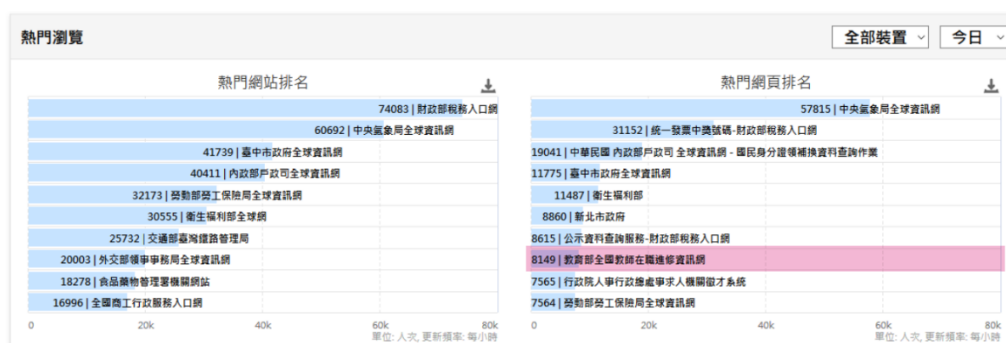 熱門瀏覽
全部裝置
今日
熱門網站排名
74083 | 財政部稅務入口網
60692 | 中央氣象局全球資訊網
41739 | 臺中市政府全球資訊網
40411 | 內政部戶政司全球資訊網
32173 | 勞動部勞工保險局全球資訊網
30555 | 衛生福利部全球網
25732 | 交通部臺灣鐵路管理局
20003 | 外交部領事事務局全球資訊網
18278 | 食品藥物管理署機關網站
16996 | 全國商工行政服務入口網
0 20k 40k 60k 80k
單位: 人次, 更新頻率: 每小時
熱門網頁排名
57815 | 中央氣象局全球資訊網
31152 | 統一發票中獎號碼-財政部稅務入口網
19041 | 中華民國 內政部戶政司 全球資訊網 - 國民身分證領補換資料查詢作業
11775 | 臺中市政府全球資訊網
11487 | 衛生福利部
8860 | 新北市政府
8615 | 公示資料查詢服務-財政部稅務入口網
8149 | 教育部全國教師在職進修資訊網
7565 | 行政院人事行政總處事求人機關徵才系統
7564 | 勞動部勞工保險局全球資訊網
0 20k 40k 60k 80k
單位: 人次, 更新頻率: 每小時